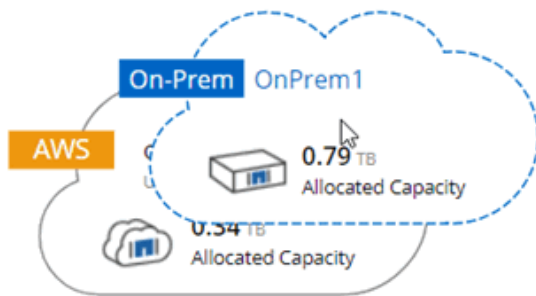 On-Prem OnPrem1
AWS
0.79 TB
Allocated Capacity
0.34 TB
Allocated Capacity